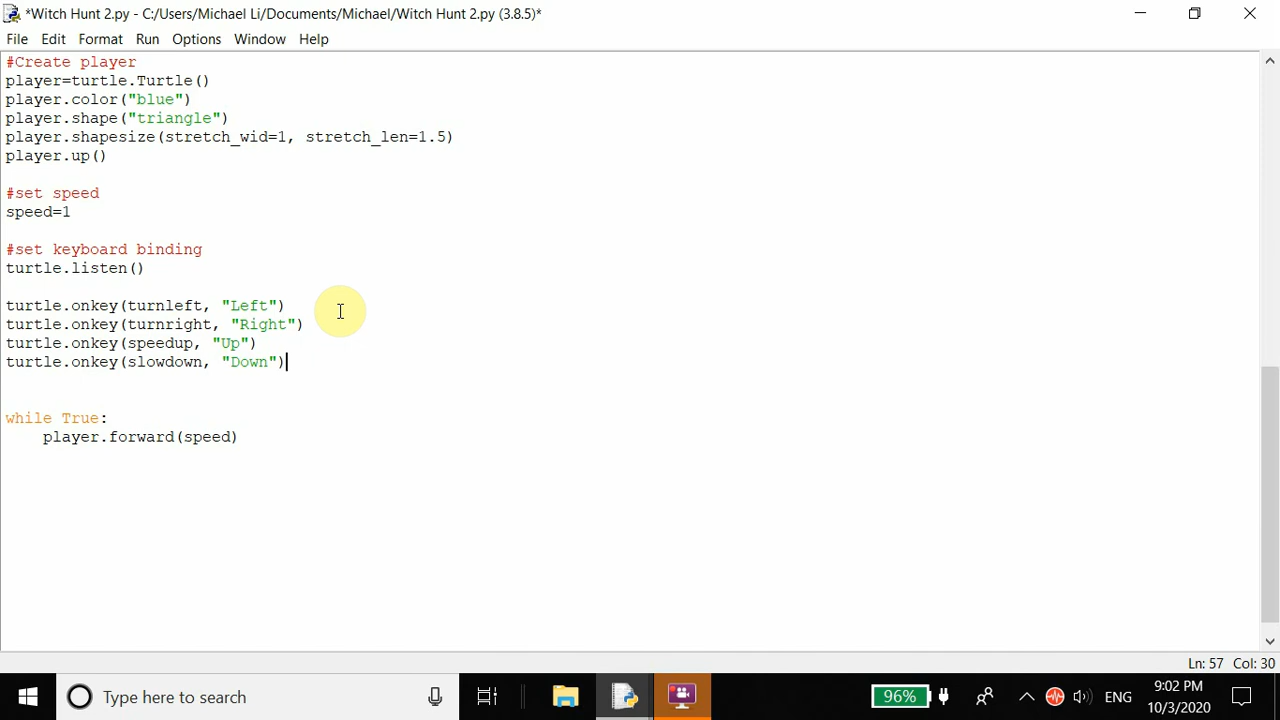 *Witch Hunt 2.py - C:/Users/Michael Li/Documents/Michael/Witch Hunt 2.py (3.8.5)*
File Edit Format Run Options Window Help
#Create player
player=turtle.Turtle()
player.color("blue")
player.shape("triangle")
player.shapesize(stretch_wid=1, stretch_len=1.5)
player.up()
#set speed
speed=1
#set keyboard binding
turtle.listen()
turtle.onkey(turnleft, "Left")
turtle.onkey(turnright, "Right")
turtle.onkey(speedup, "Up")
turtle.onkey(slowdown, "Down")
while True:
    player.forward(speed)
Ln: 57 Col: 30
Type here to search
96%
ENG
9:02 PM
10/3/2020